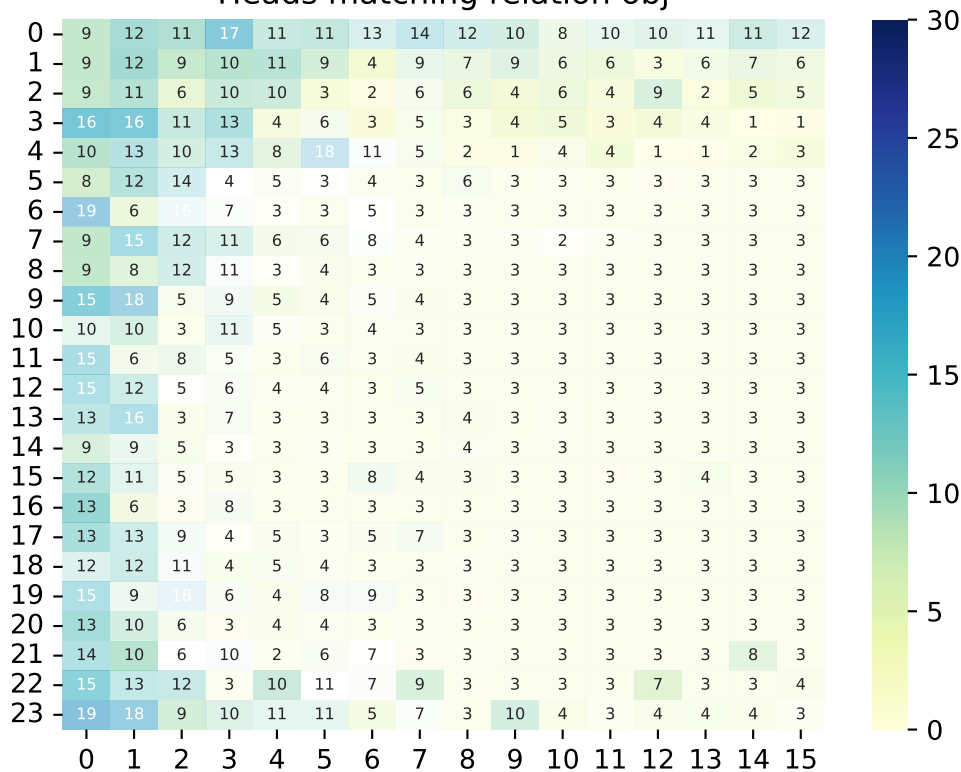 Heads matching relation obj
0 9 12 11 17 11 11 13 14 12 10 8 10 10 11 11 12
1 9 12 9 10 11 9 4 9 7 9 6 6 3 6 7 6
2 9 11 6 10 10 3 2 6 6 4 6 4 9 2 5 5
3 16 16 11 13 4 6 3 5 3 4 5 3 4 4 1 1
4 10 13 10 13 8 18 11 5 2 1 4 4 1 1 2 3
5 8 12 14 4 5 3 4 3 6 3 3 3 3 3 3 3
6 19 6 16 7 3 3 5 3 3 3 3 3 3 3 3 3
7 9 15 12 11 6 6 8 4 3 3 2 3 3 3 3 3
8 9 8 12 11 3 4 3 3 3 3 3 3 3 3 3 3
9 15 18 5 9 5 4 5 4 3 3 3 3 3 3 3 3
10 10 10 3 11 5 3 4 3 3 3 3 3 3 3 3 3
11 15 6 8 5 3 6 3 4 3 3 3 3 3 3 3 3
12 15 12 5 6 4 4 3 5 3 3 3 3 3 3 3 3
13 13 16 3 7 3 3 3 3 4 3 3 3 3 3 3 3
14 9 9 5 3 3 3 3 3 4 3 3 3 3 3 3 3
15 12 11 5 5 3 3 8 4 3 3 3 3 3 4 3 3
16 13 6 3 8 3 3 3 3 3 3 3 3 3 3 3 3
17 13 13 9 4 5 3 5 7 3 3 3 3 3 3 3 3
18 12 12 11 4 5 4 3 3 3 3 3 3 3 3 3 3
19 15 9 18 6 4 8 9 3 3 3 3 3 3 3 3 3
20 13 10 6 3 4 4 3 3 3 3 3 3 3 3 3 3
21 14 10 6 10 2 6 7 3 3 3 3 3 3 3 8 3
22 15 13 12 3 10 11 7 9 3 3 3 3 7 3 3 4
23 19 18 9 10 11 11 5 7 3 10 4 3 4 4 4 3
0 1 2 3 4 5 6 7 8 9 10 11 12 13 14 15
30
25
20
15
10
5
0